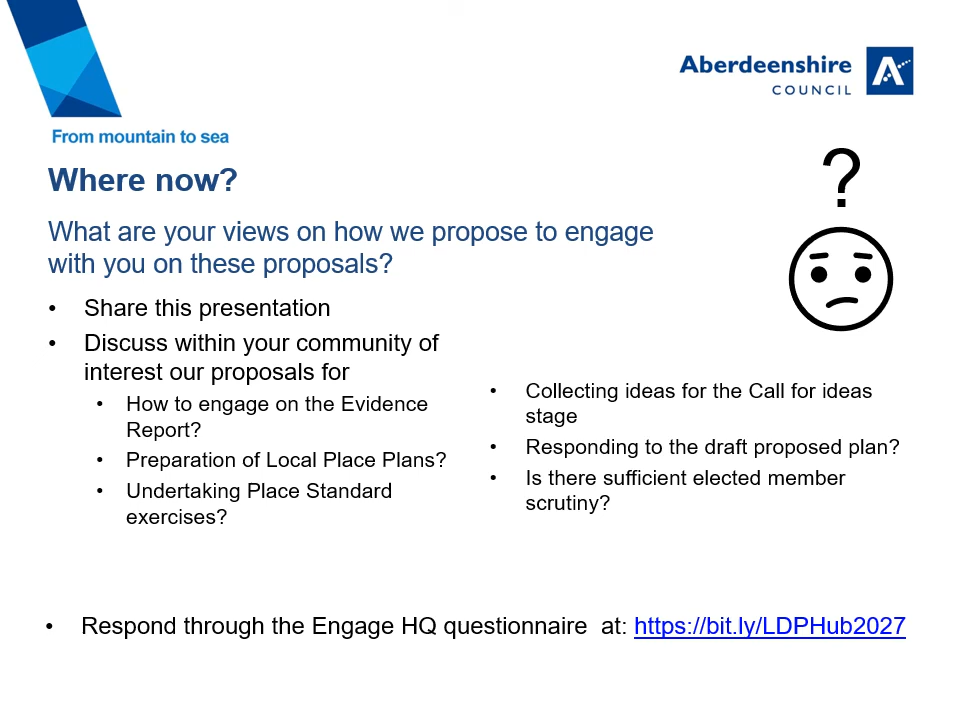 Aberdeenshire
COUNCIL
From mountain to sea
Where now?
?
What are your views on how we propose to engage
with you on these proposals?
• Share this presentation
• Discuss within your community of
interest our proposals for
• How to engage on the Evidence
Report?
• Preparation of Local Place Plans?
• Undertaking Place Standard
exercises?
• Collecting ideas for the Call for ideas
stage
• Responding to the draft proposed plan?
• Is there sufficient elected member
scrutiny?
• Respond through the Engage HQ questionnaire  at: https://bit.ly/LDPHub2027